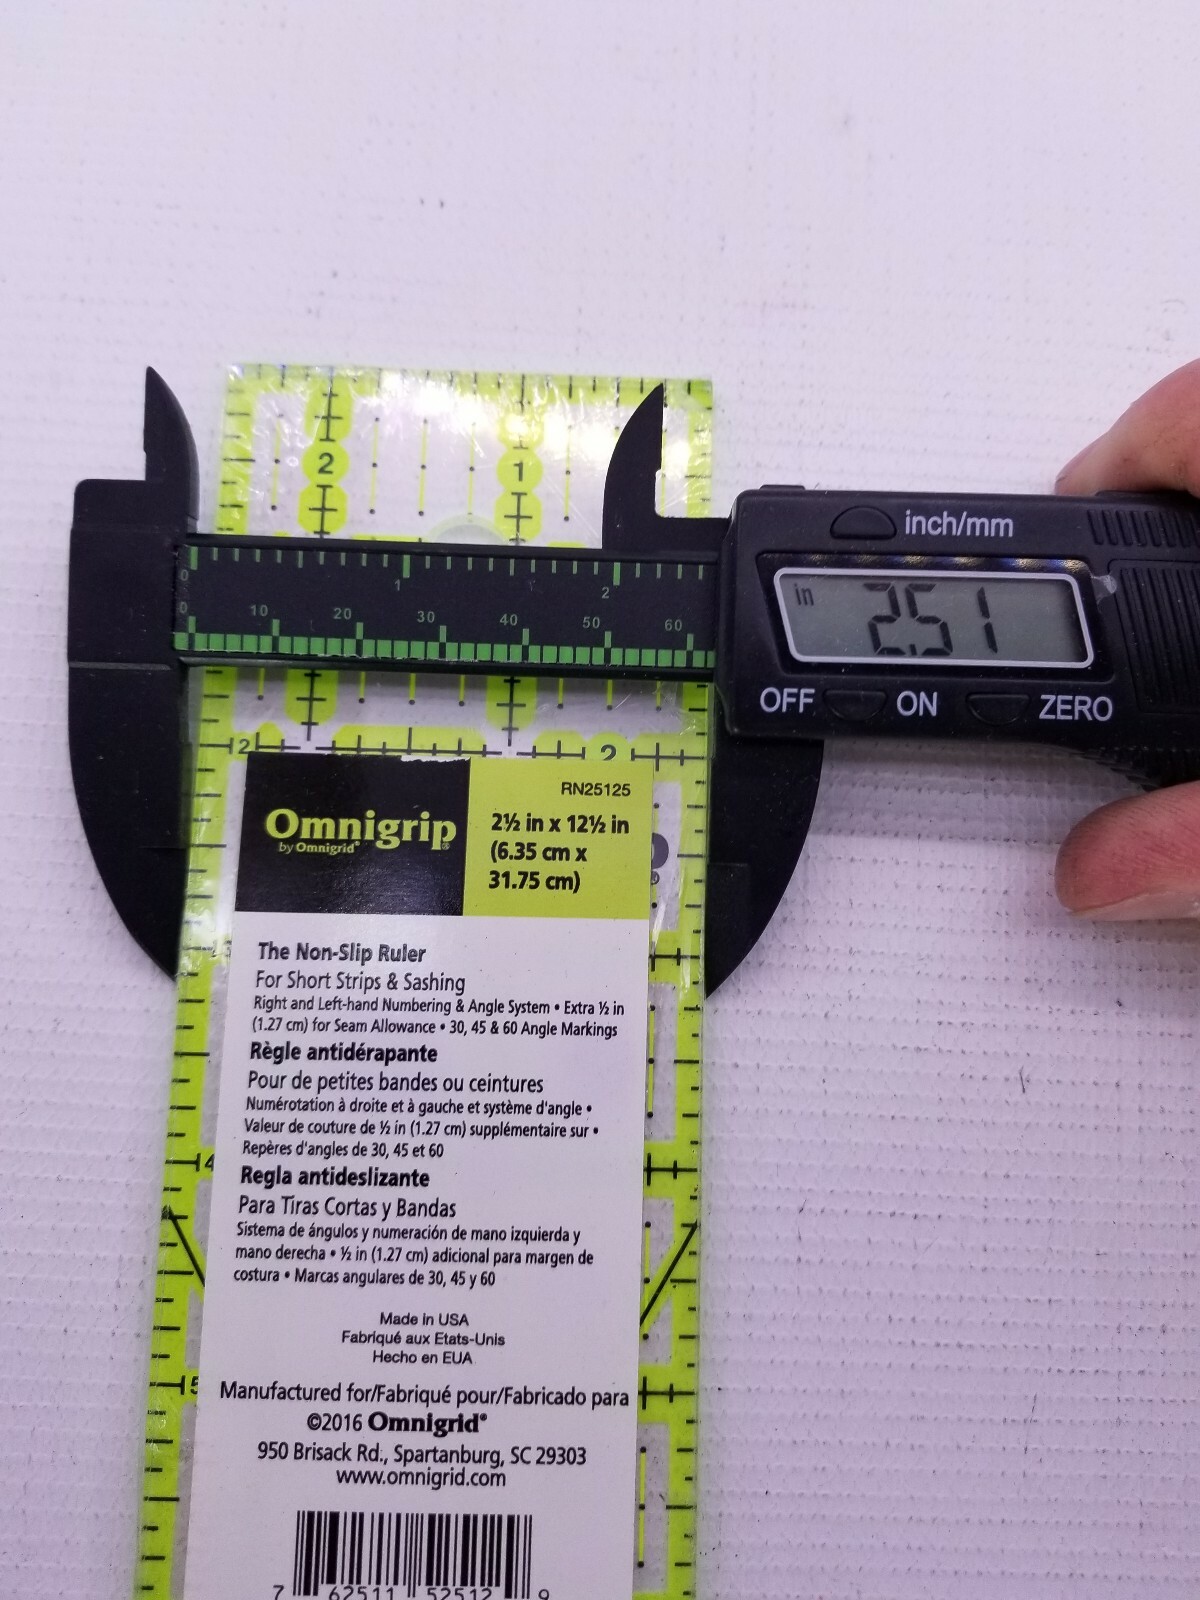 2 1
inch/mm
0 1 2
in 2.51
0 10 20 30 40 50 60
OFF ON ZERO
2 2
RN25125
Omnigrip®
by Omnigrid®
2½ in x 12½ in
(6.35 cm x
31.75 cm)
®
3
The Non-Slip Ruler
For Short Strips & Sashing
Right and Left-hand Numbering & Angle System • Extra ½ in
(1.27 cm) for Seam Allowance • 30, 45 & 60 Angle Markings
Règle antidérapante
Pour de petites bandes ou ceintures
Numérotation à droite et à gauche et système d'angle •
Valeur de couture de ½ in (1.27 cm) supplémentaire sur •
Repères d'angles de 30, 45 et 60
4
Regla antideslizante
Para Tiras Cortas y Bandas
Sistema de ángulos y numeración de mano izquierda y
mano derecha • ½ in (1.27 cm) adicional para margen de
costura • Marcas angulares de 30, 45 y 60
Made in USA
Fabriqué aux Etats-Unis
Hecho en EUA
5
Manufactured for/Fabriqué pour/Fabricado para
©2016 Omnigrid®
950 Brisack Rd., Spartanburg, SC 29303
www.omnigrid.com
7 62511 52512 9